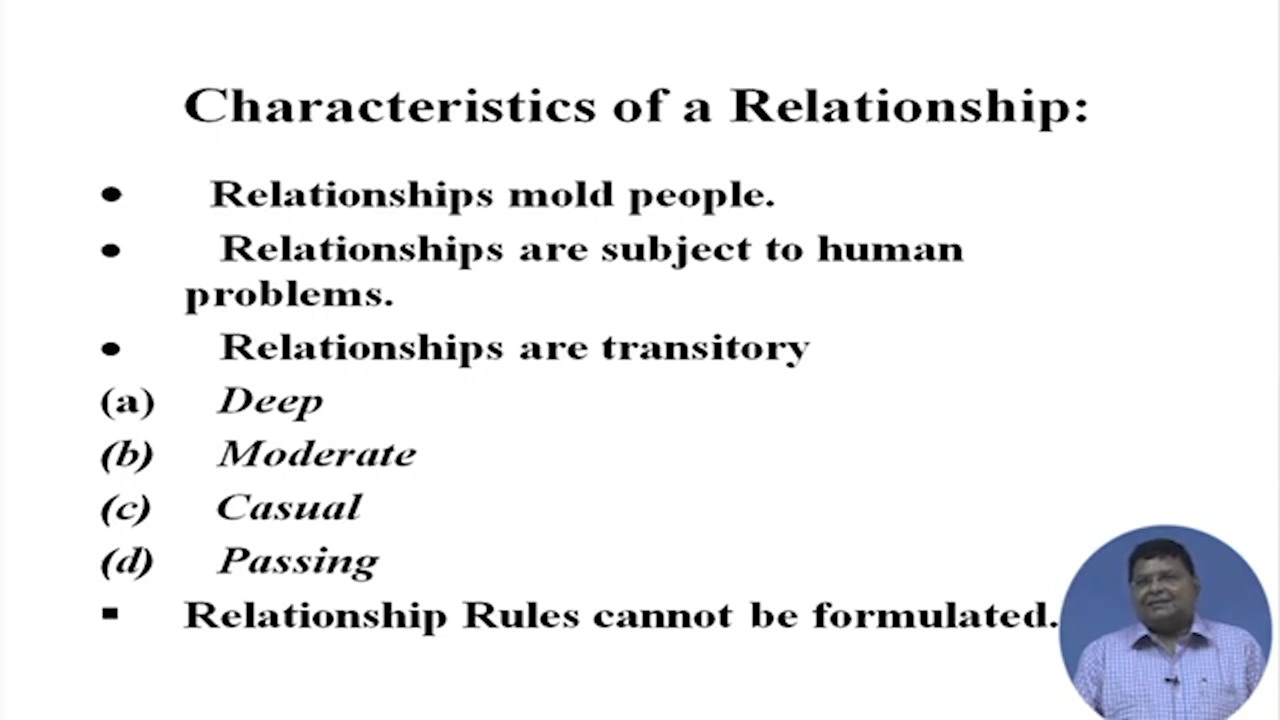 Characteristics of a Relationship:
• Relationships mold people.
• Relationships are subject to human
problems.
• Relationships are transitory
(a) Deep
(b) Moderate
(c) Casual
(d) Passing
▪ Relationship Rules cannot be formulated.